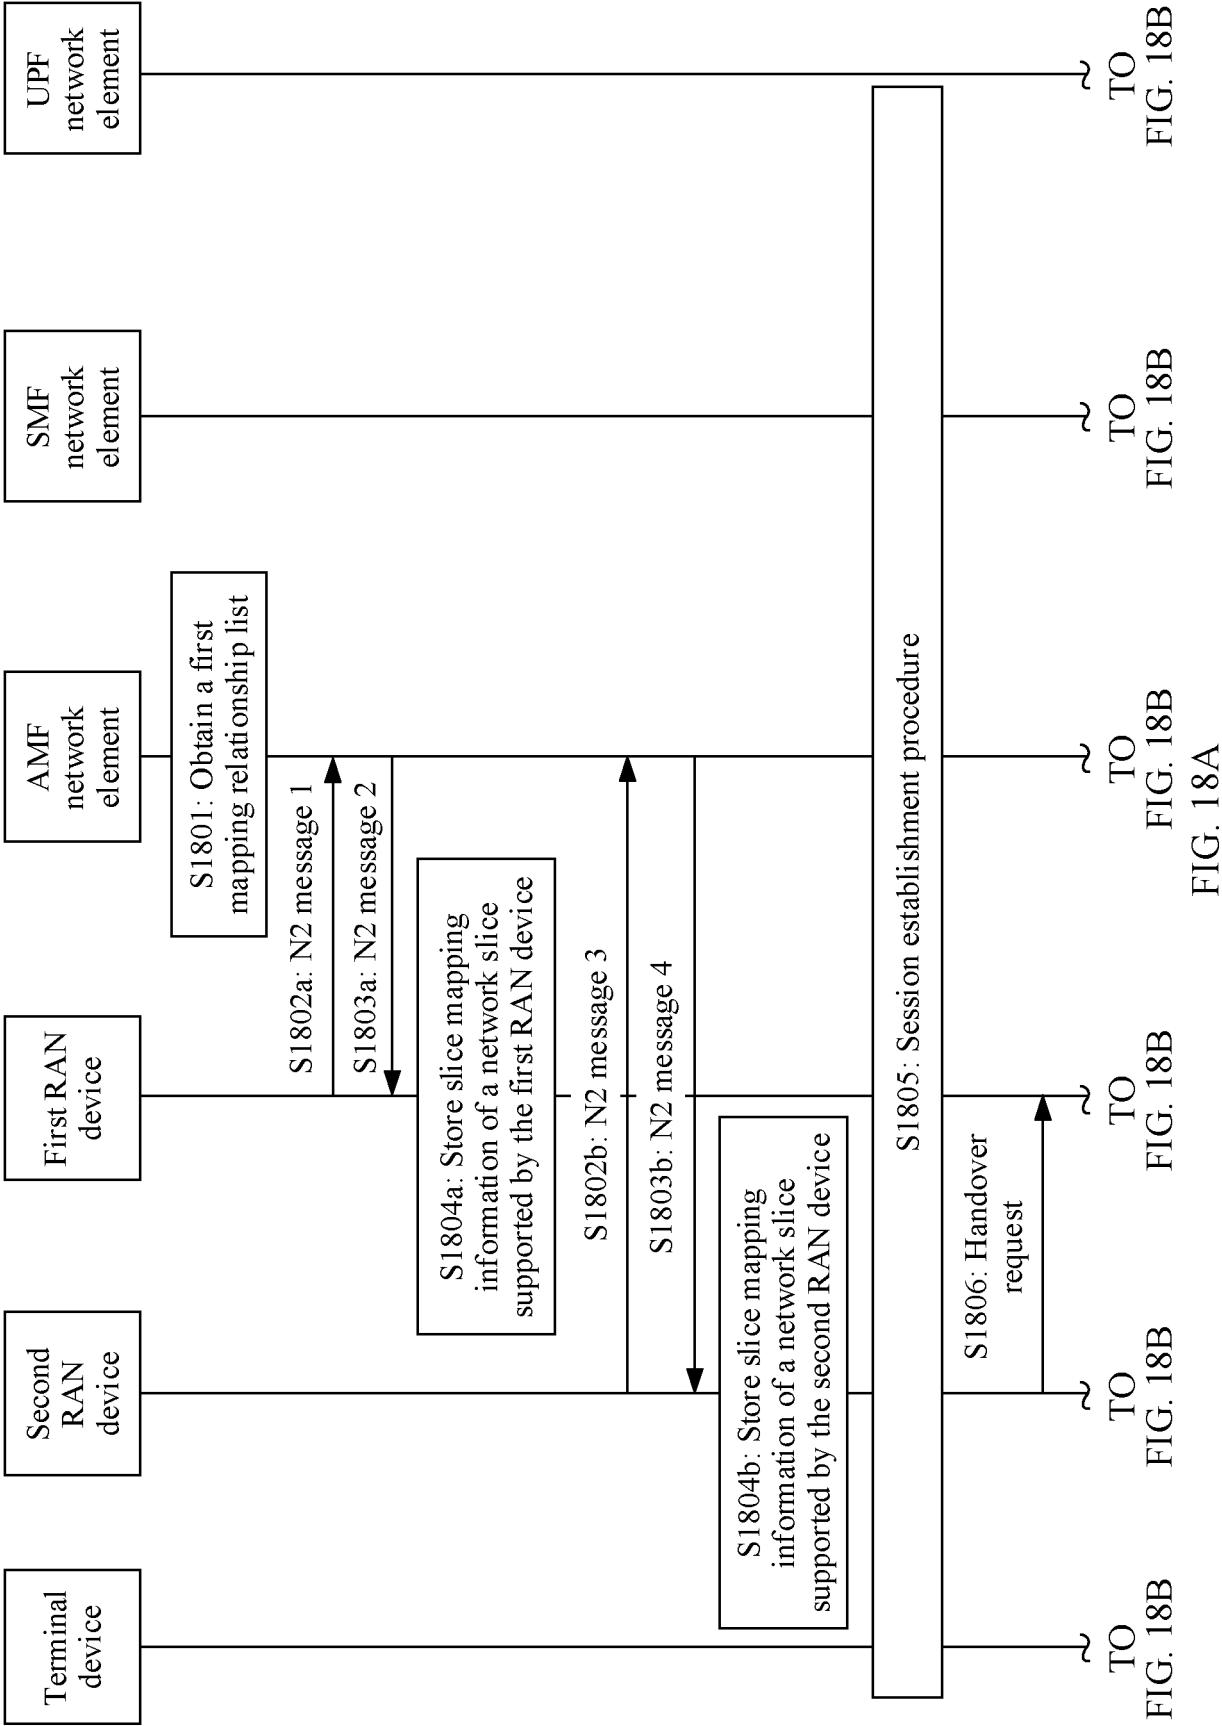 Terminal
device
Second
RAN
device
First RAN
device
AMF
network
element
SMF
network
element
UPF
network
element
S1801: Obtain a first
mapping relationship list
S1802a: N2 message 1
S1803a: N2 message 2
S1804a: Store slice mapping
information of a network slice
supported by the first RAN device
S1802b: N2 message 3
S1803b: N2 message 4
S1804b: Store slice mapping
information of a network slice
supported by the second RAN device
S1805: Session establishment procedure
S1806: Handover
request
TO
FIG. 18B
TO
FIG. 18B
TO
FIG. 18B
TO
FIG. 18B
TO
FIG. 18B
TO
FIG. 18B
FIG. 18A